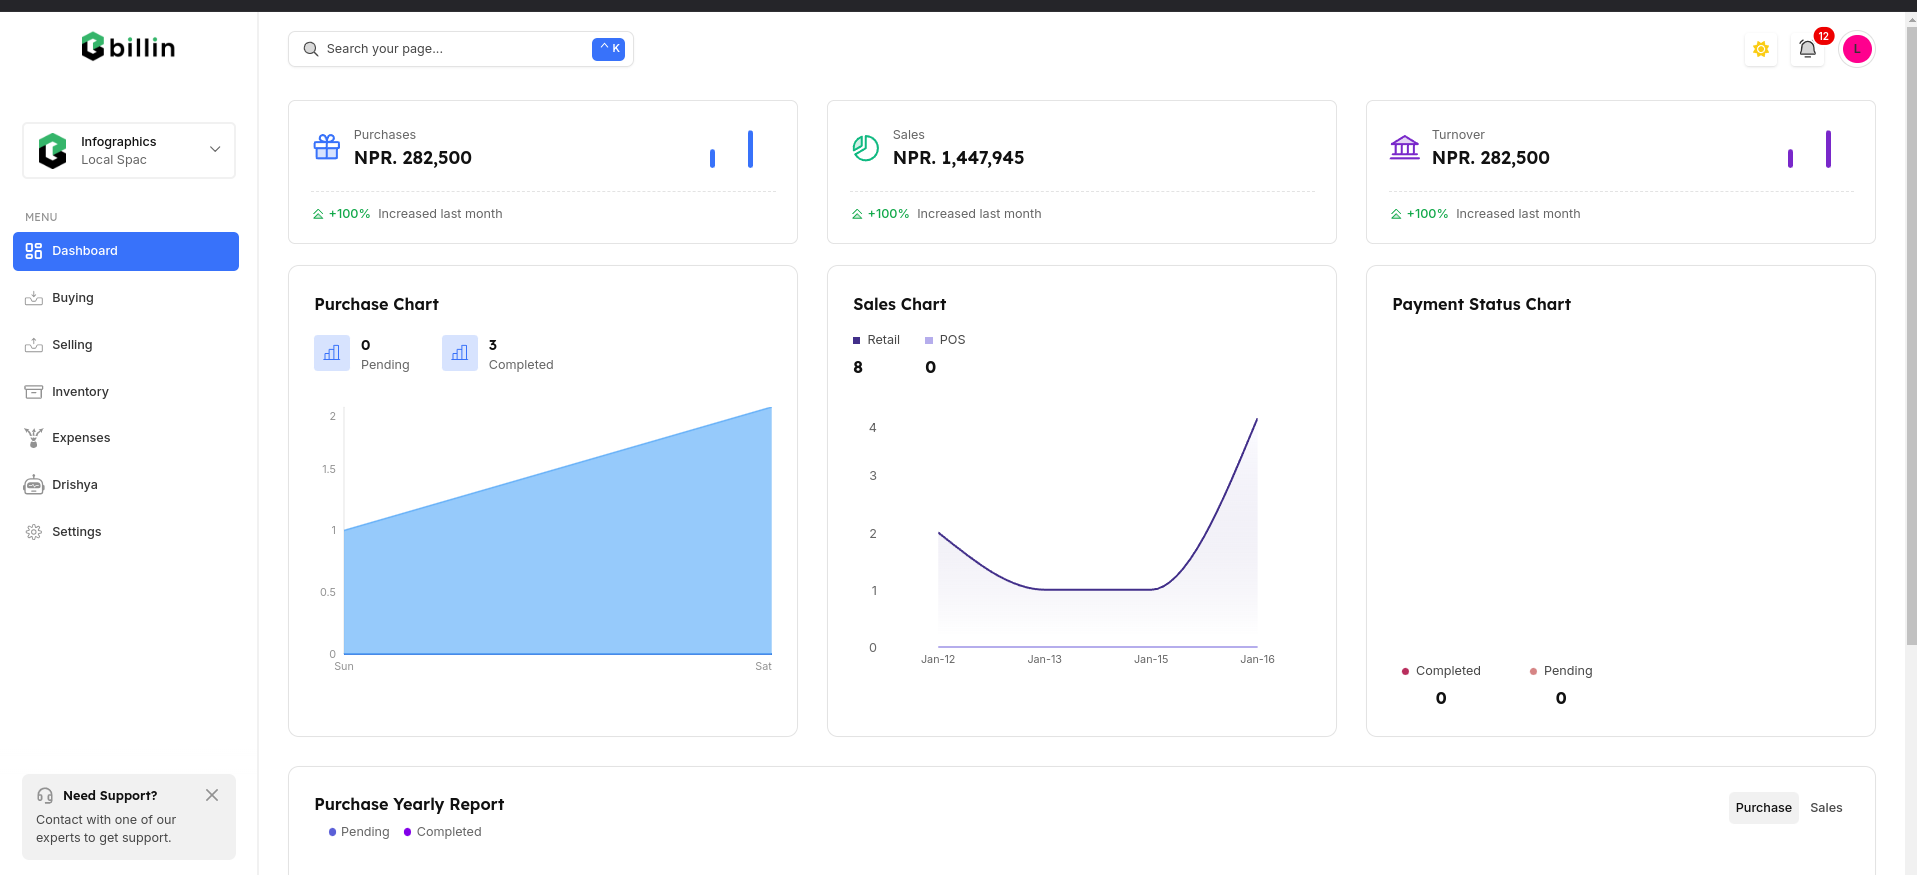 billin
Search your page...
^ K
12
L
Infographics
Local Spac
MENU
Dashboard
Buying
Selling
Inventory
Expenses
Drishya
Settings
Need Support?
Contact with one of our
experts to get support.
Purchases
NPR. 282,500
+100% Increased last month
Sales
NPR. 1,447,945
+100% Increased last month
Turnover
NPR. 282,500
+100% Increased last month
Purchase Chart
0
Pending
3
Completed
2
1.5
1
0.5
0
Sun
Sat
Sales Chart
Retail
POS
8
0
4
3
2
1
0
Jan-12
Jan-13
Jan-15
Jan-16
Payment Status Chart
Completed
Pending
0
0
Purchase Yearly Report
Pending
Completed
Purchase
Sales